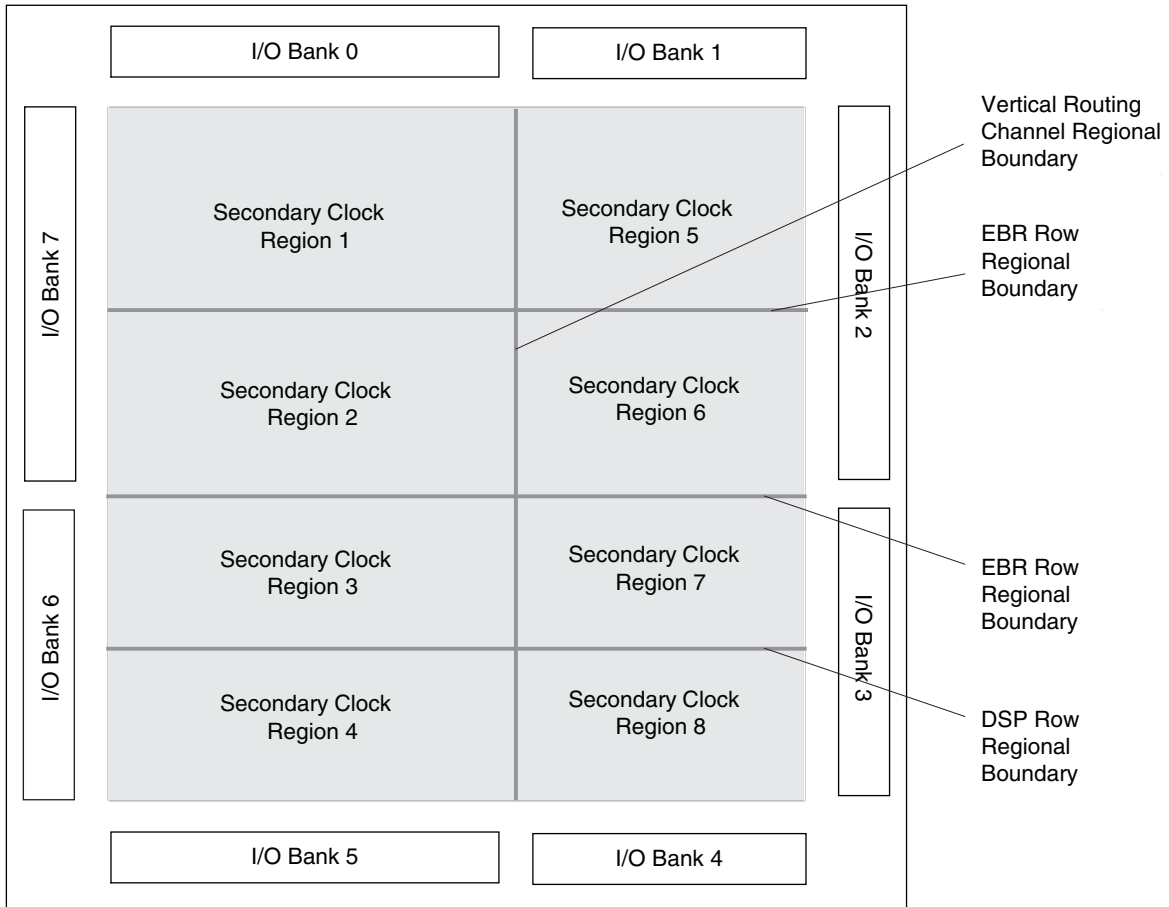 I/O Bank 0
I/O Bank 1
Vertical Routing
Channel Regional
Boundary
I/O Bank 7
Secondary Clock
Region 1
Secondary Clock
Region 5
I/O Bank 2
EBR Row
Regional
Boundary
Secondary Clock
Region 2
Secondary Clock
Region 6
I/O Bank 6
Secondary Clock
Region 3
Secondary Clock
Region 7
I/O Bank 3
EBR Row
Regional
Boundary
Secondary Clock
Region 4
Secondary Clock
Region 8
DSP Row
Regional
Boundary
I/O Bank 5
I/O Bank 4